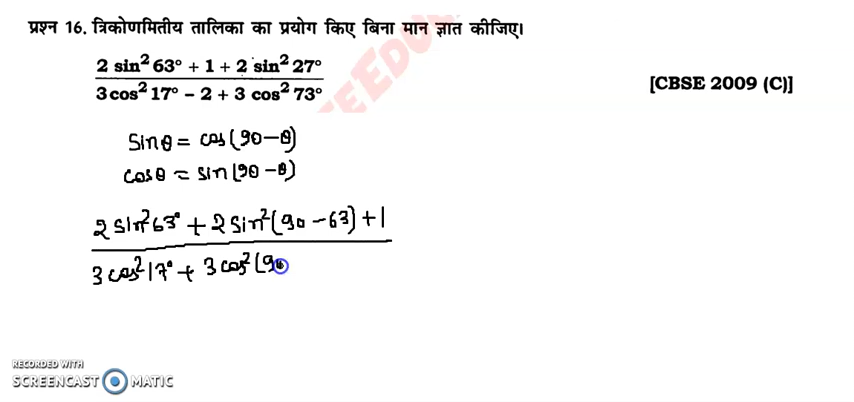 प्रश्न 16. त्रिकोणमितीय तालिका का प्रयोग किए बिना मान ज्ञात कीजिए।
2 sin² 63° + 1 + 2 sin² 27°
3cos² 17° – 2 + 3 cos² 73°
[CBSE 2009 (C)]
sinθ = cos(90–θ)
cosθ = sin(90–θ)
2 sin²63° + 2 sin²(90–63) + 1
3 cos²17° + 3 cos²(90
RECORDED WITH
SCREENCAST MATIC